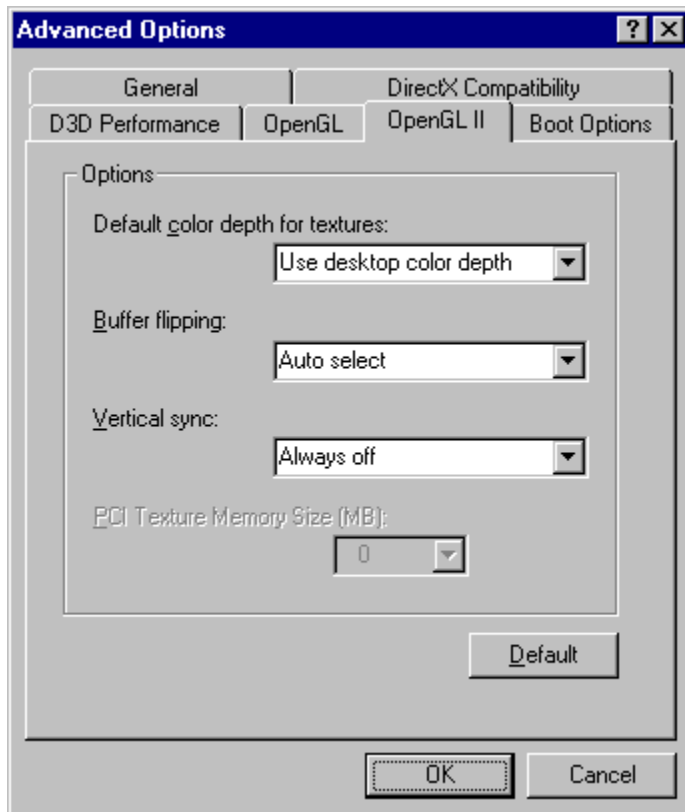 Advanced Options
General DirectX Compatibility
D3D Performance OpenGL OpenGL II Boot Options
Options
Default color depth for textures:
Use desktop color depth
Buffer flipping:
Auto select
Vertical sync:
Always off
PCI Texture Memory Size (MB):
0
Default
OK Cancel